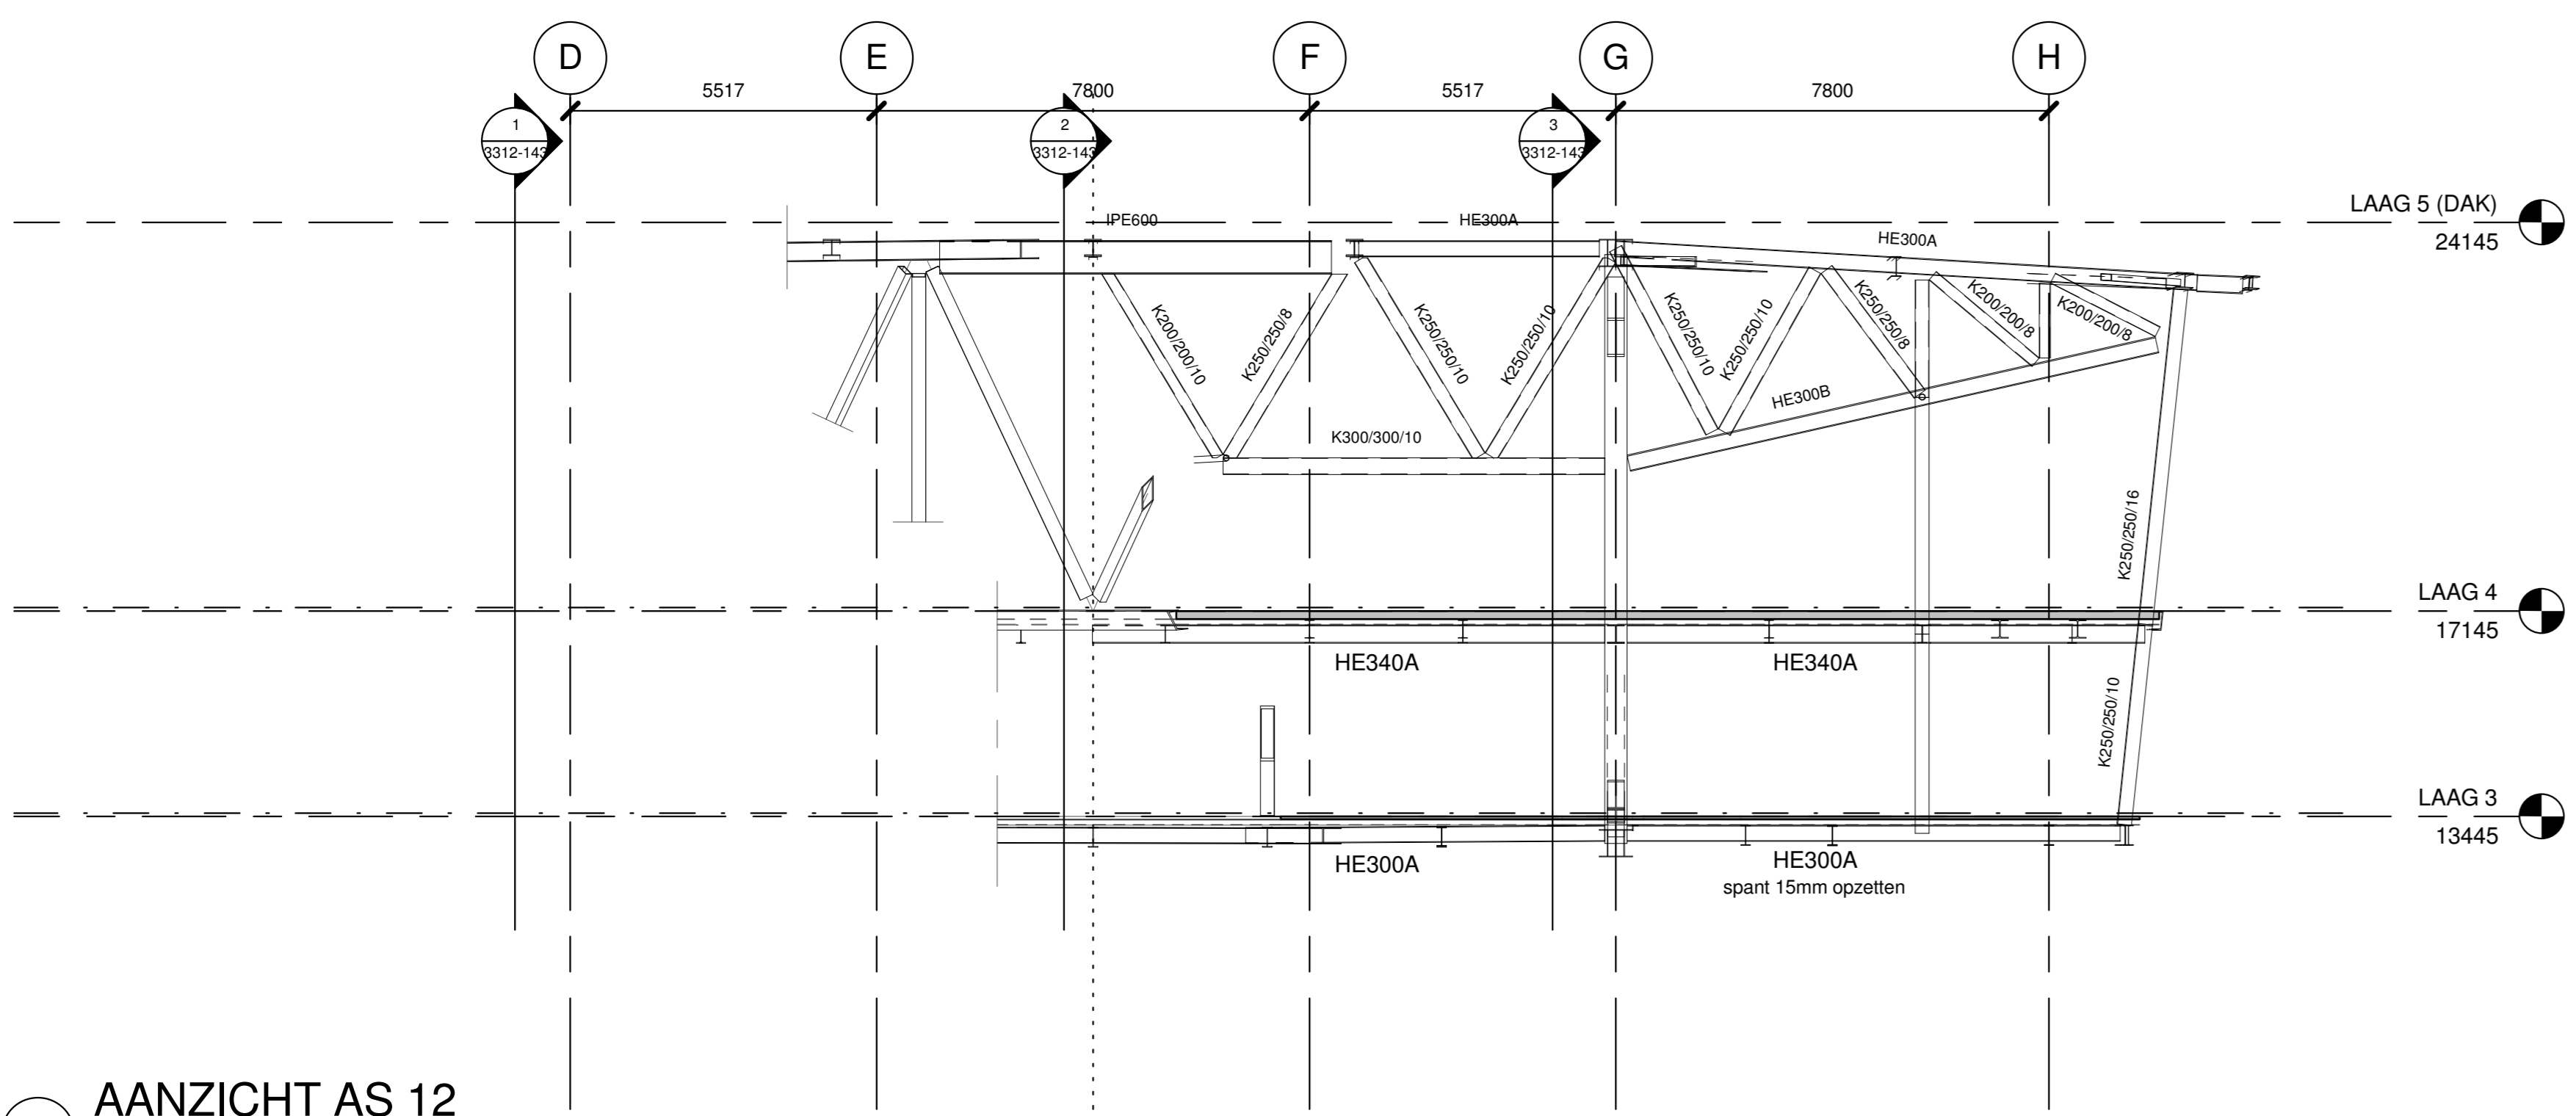 D
E
F
G
H
5517
7800
5517
7800
1
3312-143
2
3312-143
3
3312-143
LAAG 5 (DAK)
24145
IPE600
HE300A
HE300A
K200/200/10
K250/250/8
K250/250/10
K250/250/10
K250/250/10
K250/250/10
K250/250/8
K200/200/8
K200/200/8
HE300B
K300/300/10
K250/250/16
LAAG 4
17145
HE340A
HE340A
K250/250/10
LAAG 3
13445
HE300A
HE300A
spant 15mm opzetten
AANZICHT AS 12